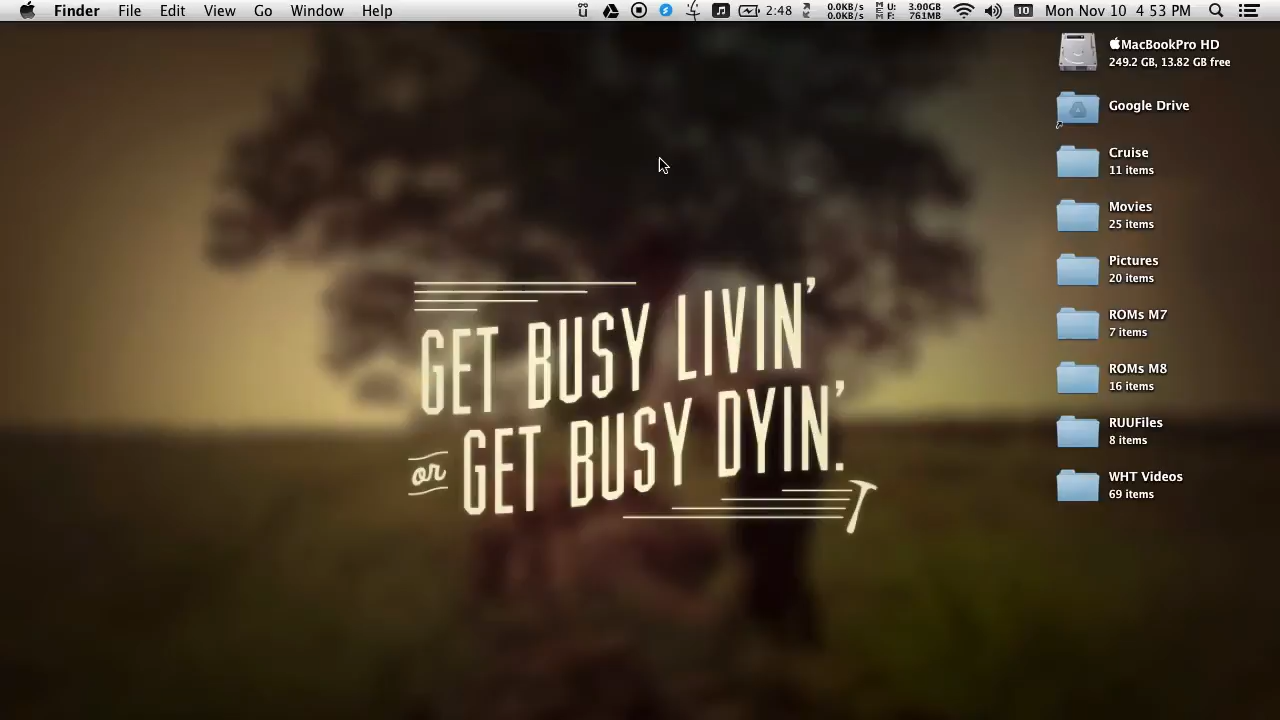 Finder File Edit View Go Window Help 2:48 0.0KB/s 0.0KB/s U: 3.00GB F: 761MB 10 Mon Nov 10 4:53 PM
MacBookPro HD
249.2 GB, 13.82 GB free
Google Drive
Cruise
11 items
Movies
25 items
Pictures
20 items
ROMs M7
7 items
ROMs M8
16 items
RUUFiles
8 items
WHT Videos
69 items
GET BUSY LIVIN'
or GET BUSY DYIN'.